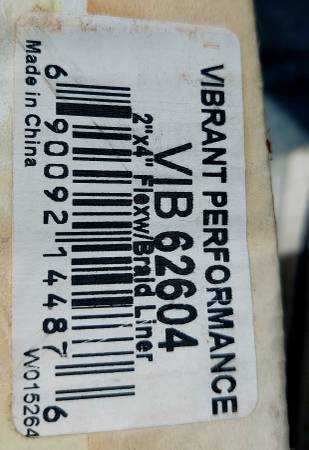 VIBRANT PERFORMANCE
VIB 62604
2"x4" Flexw/Braid Liner
6 90092 14487 6
Made in China
W015264